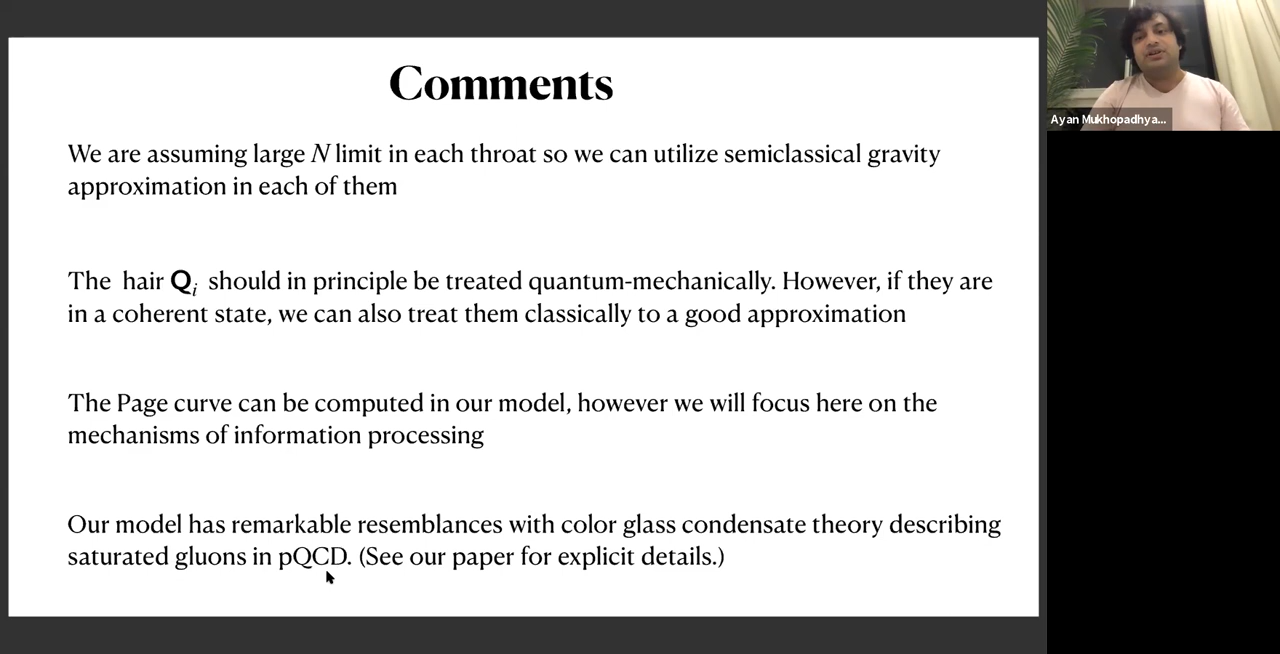 Comments
We are assuming large N limit in each throat so we can utilize semiclassical gravity
approximation in each of them
The hair Qi should in principle be treated quantum-mechanically. However, if they are
in a coherent state, we can also treat them classically to a good approximation
The Page curve can be computed in our model, however we will focus here on the
mechanisms of information processing
Our model has remarkable resemblances with color glass condensate theory describing
saturated gluons in pQCD. (See our paper for explicit details.)
Ayan Mukhopadhya...